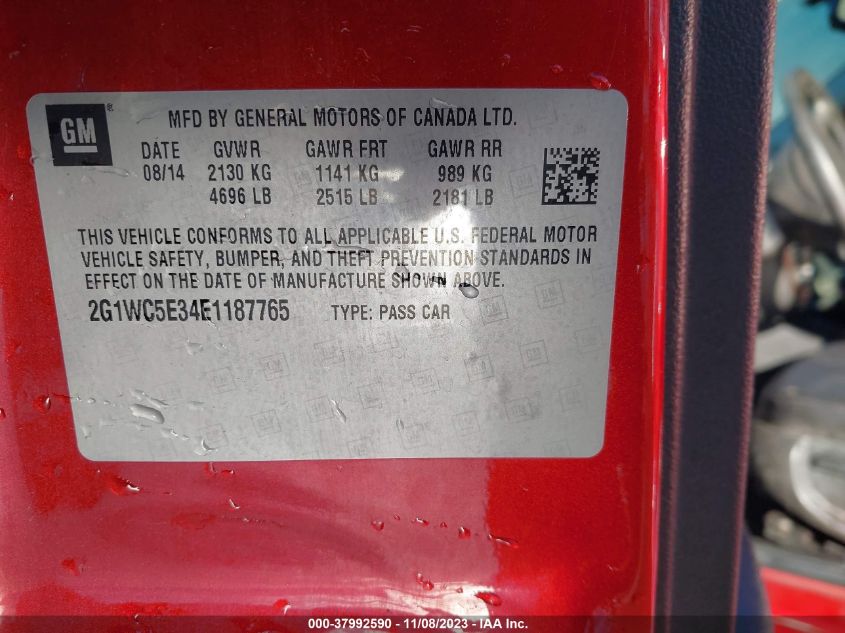 GM ®
MFD BY GENERAL MOTORS OF CANADA LTD.
DATE GVWR GAWR FRT GAWR RR
08/14 2130 KG 1141 KG 989 KG
4696 LB 2515 LB 2181 LB
THIS VEHICLE CONFORMS TO ALL APPLICABLE U.S. FEDERAL MOTOR
VEHICLE SAFETY, BUMPER, AND THEFT PREVENTION STANDARDS IN
EFFECT ON THE DATE OF MANUFACTURE SHOWN ABOVE.
2G1WC5E34E1187765 TYPE: PASS CAR
000-37992590 - 11/08/2023 - IAA Inc.